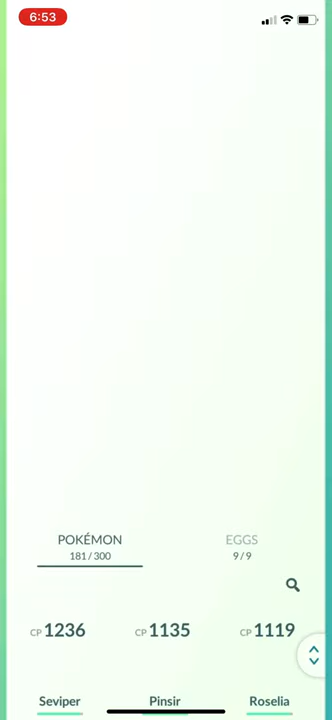 6:53
POKÉMON EGGS
181 / 300 9 / 9
CP 1236 CP 1135 CP 1119
Seviper Pinsir Roselia